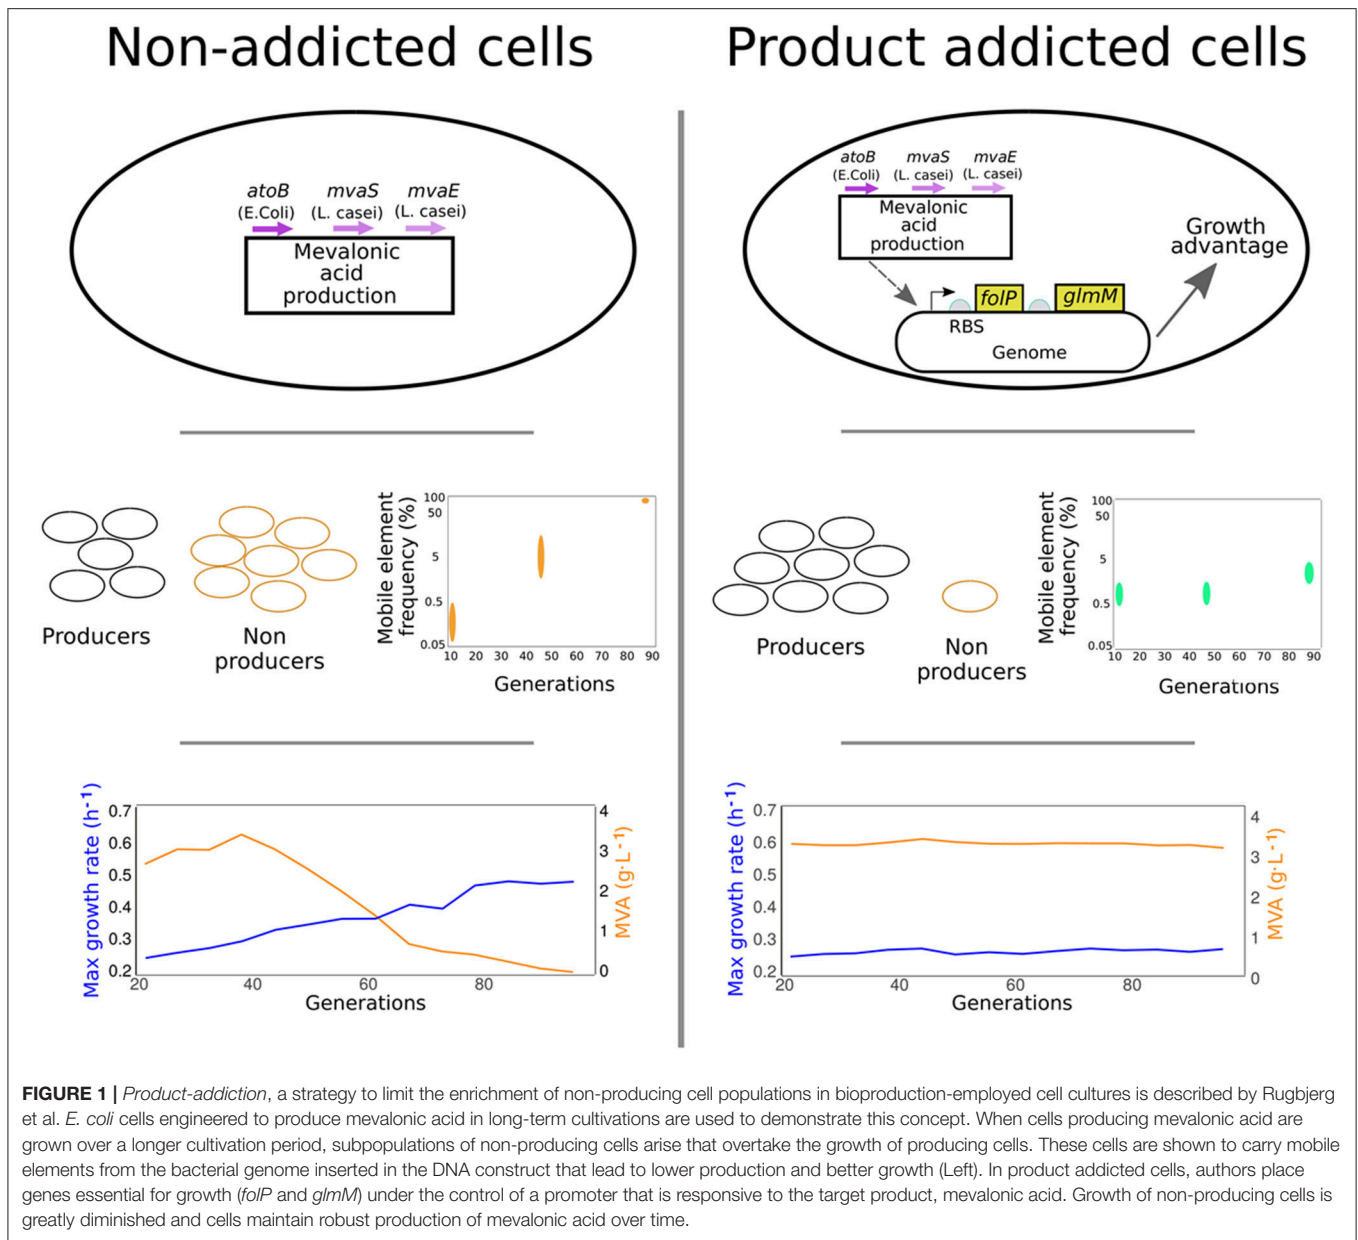 Non-addicted cells
atoB
(E.Coli)
mvaS
(L. casei)
mvaE
(L. casei)
Mevalonic
acid
production
Producers
Non
producers
Mobile element
frequency (%)
100
50
5
0.5
0.05
10 20 30 40 50 60 70 80 90
Generations
Max growth rate (h-1)
0.7
0.6
0.5
0.4
0.3
0.2
4
3
2
1
0
MVA (g·L-1)
20 40 60 80
Generations
Product addicted cells
atoB
(E.Coli)
mvaS
(L. casei)
mvaE
(L. casei)
Mevalonic
acid
production
Growth
advantage
folP
glmM
RBS
Genome
Producers
Non
producers
Mobile element
frequency (%)
100
50
5
0.5
0.05
10 20 30 40 50 60 70 80 90
Generations
Max growth rate (h-1)
0.7
0.6
0.5
0.4
0.3
0.2
4
3
2
1
0
MVA (g·L-1)
20 40 60 80
Generations
FIGURE 1 | Product-addiction, a strategy to limit the enrichment of non-producing cell populations in bioproduction-employed cell cultures is described by Rugbjerg
et al. E. coli cells engineered to produce mevalonic acid in long-term cultivations are used to demonstrate this concept. When cells producing mevalonic acid are
grown over a longer cultivation period, subpopulations of non-producing cells arise that overtake the growth of producing cells. These cells are shown to carry mobile
elements from the bacterial genome inserted in the DNA construct that lead to lower production and better growth (Left). In product addicted cells, authors place
genes essential for growth (folP and glmM) under the control of a promoter that is responsive to the target product, mevalonic acid. Growth of non-producing cells is
greatly diminished and cells maintain robust production of mevalonic acid over time.